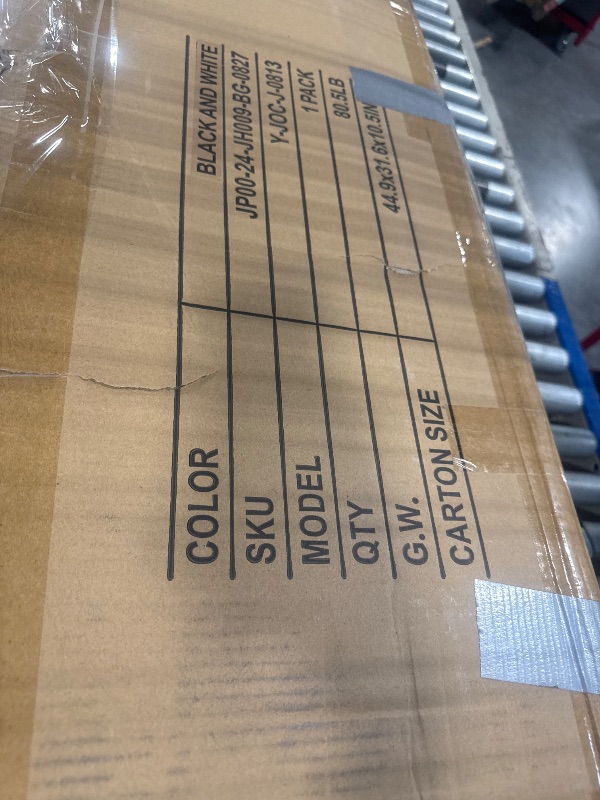 COLOR BLACK AND WHITE
SKU JP00-24-JH009-BG-0827
MODEL Y-JOC-J-0813
QTY 1 PACK
G.W. 80.5LB
CARTON SIZE 44.9x31.6x10.5IN